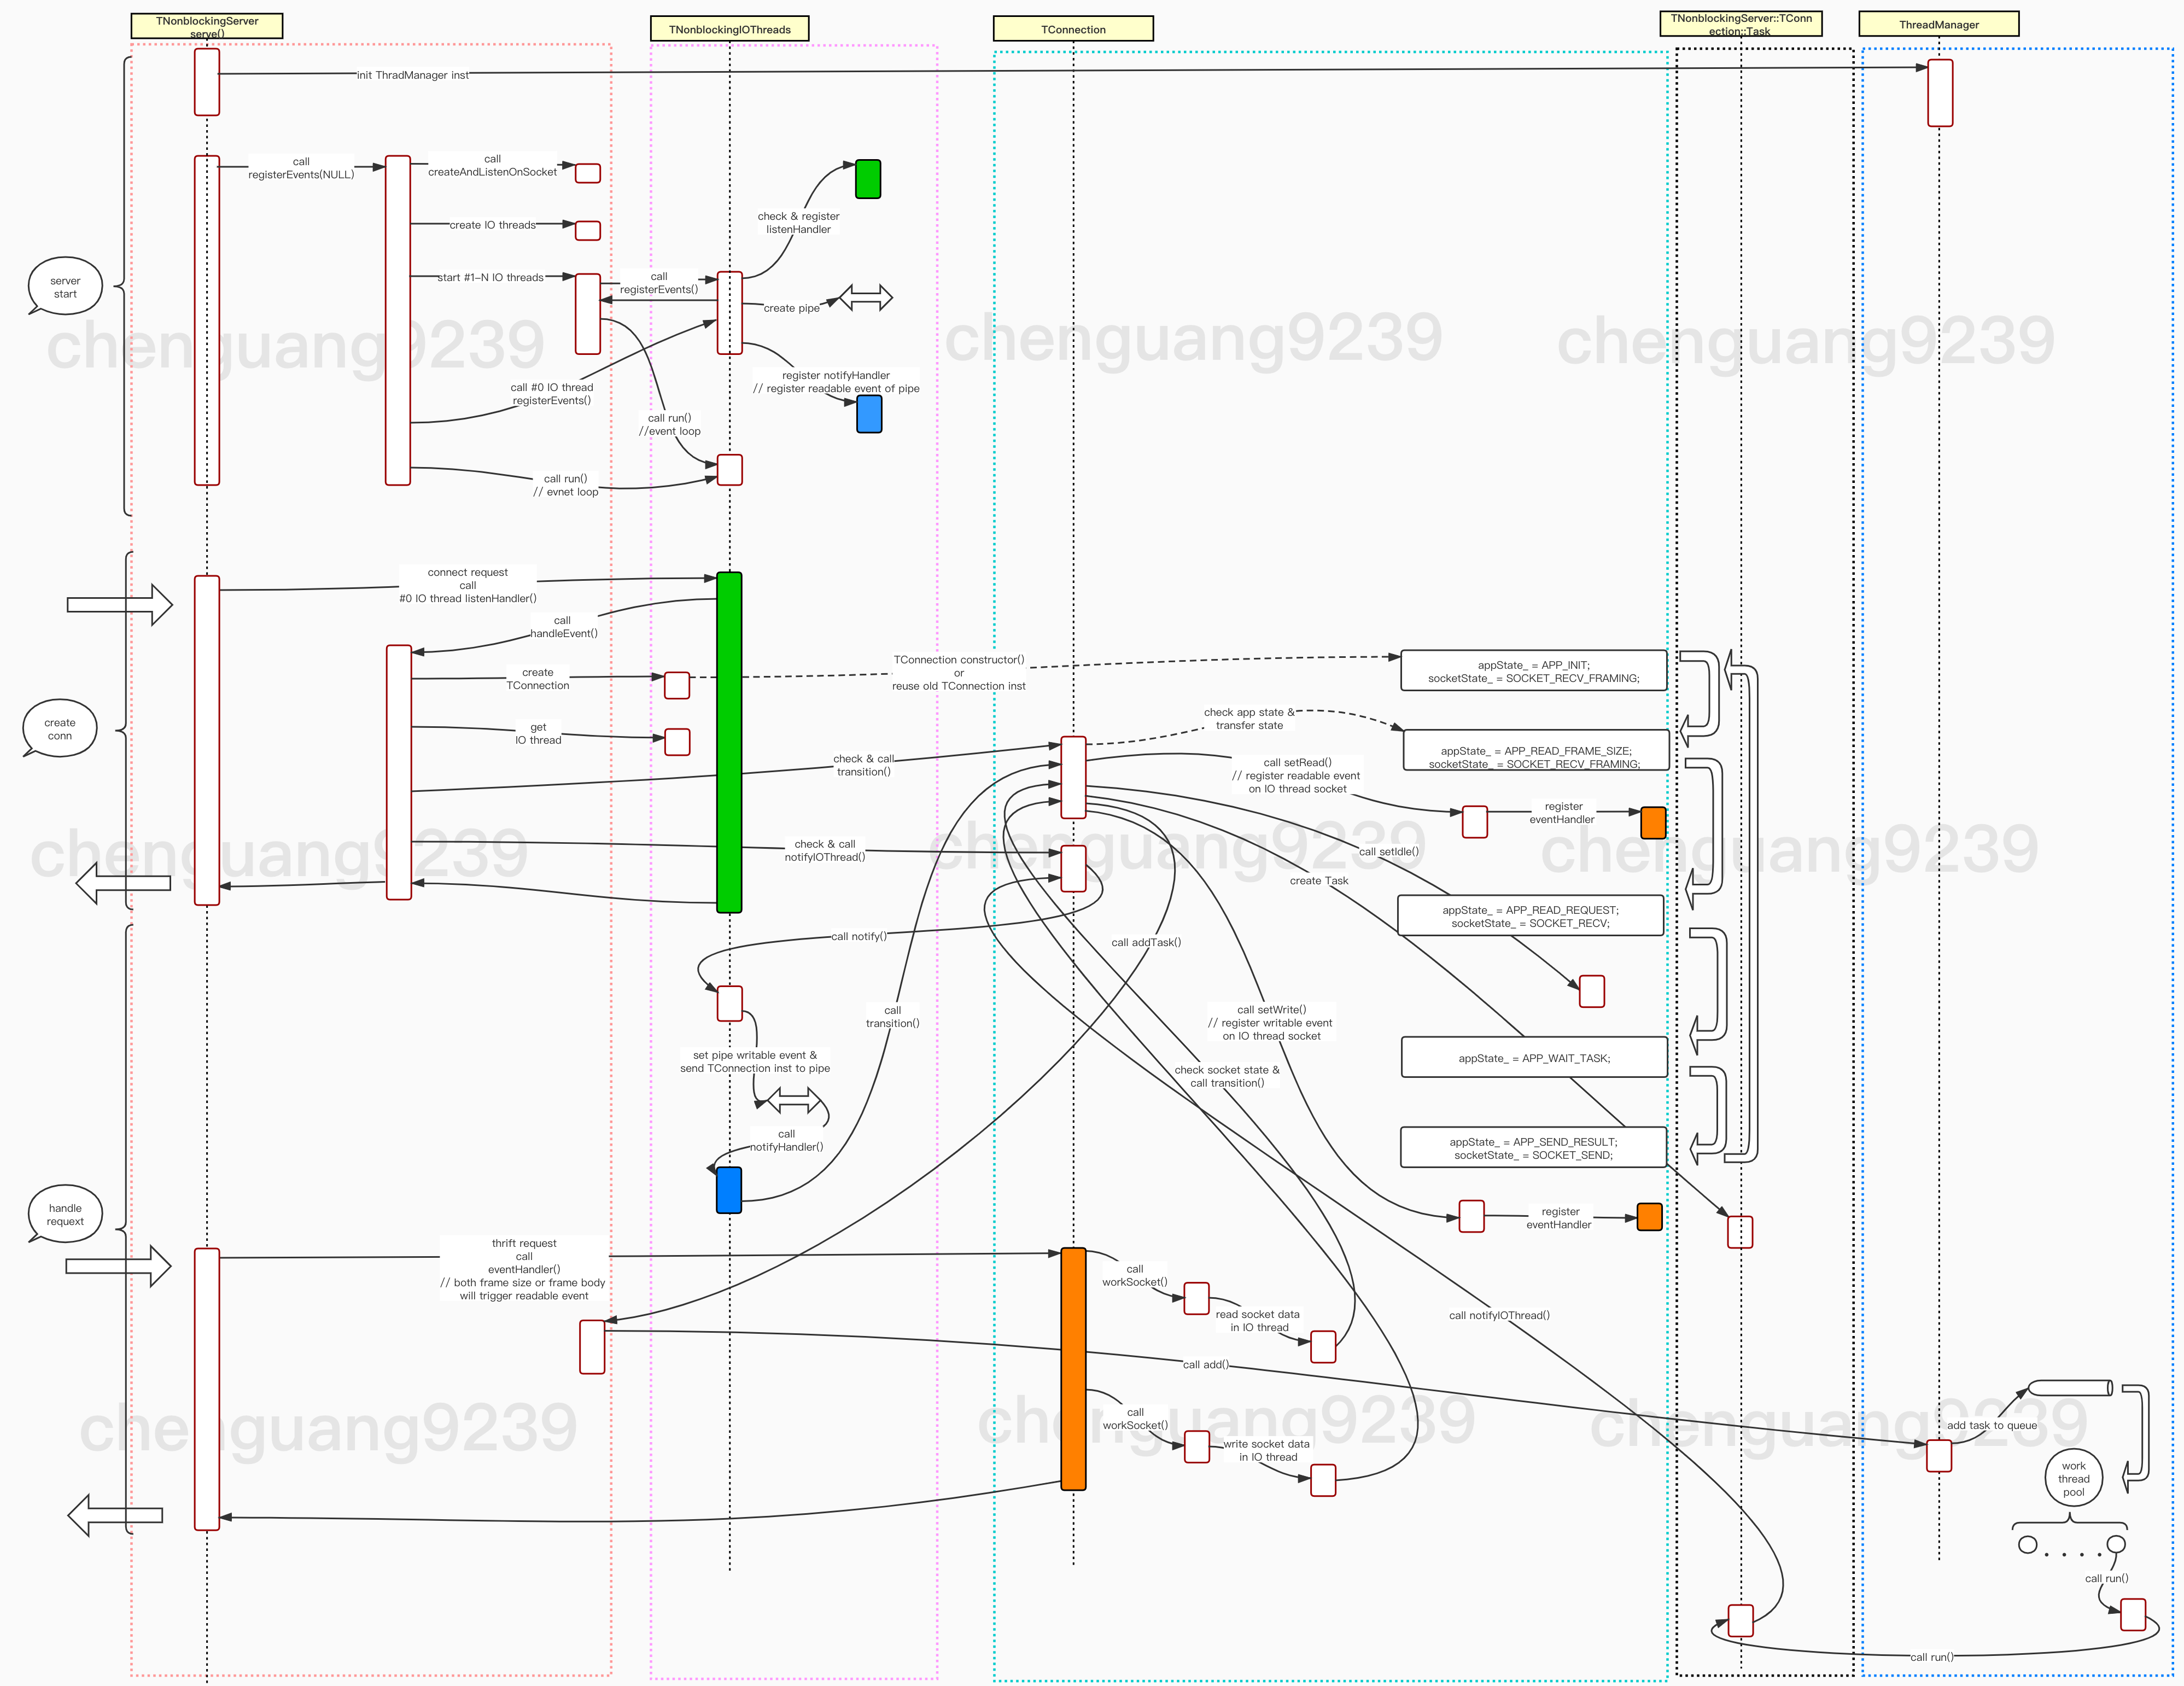 TNonblockingServer
serve()
TNonblockingIOThreads
TConnection
TNonblockingServer::TConn
ection::Task
ThreadManager
init ThradManager inst
call
registerEvents(NULL)
call
createAndListenOnSocket
create IO threads
start #1-N IO threads
call
registerEvents()
check & register
listenHandler
create pipe
server
start
call #0 IO thread
registerEvents()
register notifyHandler
// register readable event of pipe
call run()
//event loop
call run()
// evnet loop
chenguang9239
chenguang9239
chenguang9239
connect request
call
#0 IO thread listenHandler()
call
handleEvent()
create
TConnection
TConnection constructor()
or
reuse old TConnection inst
appState_ = APP_INIT;
socketState_ = SOCKET_RECV_FRAMING;
create
conn
get
IO thread
check app state &
transfer state
appState_ = APP_READ_FRAME_SIZE;
socketState_ = SOCKET_RECV_FRAMING;
check & call
transition()
call setRead()
// register readable event
on IO thread socket
register
eventHandler
check & call
notifyIOThread()
call setIdle()
create Task
chenguang9239
chenguang9239
chenguang9239
appState_ = APP_READ_REQUEST;
socketState_ = SOCKET_RECV;
call notify()
call addTask()
call
transition()
call setWrite()
// register writable event
on IO thread socket
set pipe writable event &
send TConnection inst to pipe
check socket state &
call transition()
appState_ = APP_WAIT_TASK;
call
notifyHandler()
appState_ = APP_SEND_RESULT;
socketState_ = SOCKET_SEND;
handle
requext
register
eventHandler
thrift request
call
eventHandler()
// both frame size or frame body
will trigger readable event
call
workSocket()
read socket data
in IO thread
call notifyIOThread()
call add()
call
workSocket()
write socket data
in IO thread
add task to queue
chenguang9239
chenguang9239
chenguang9239
work
thread
pool
call run()
call run()